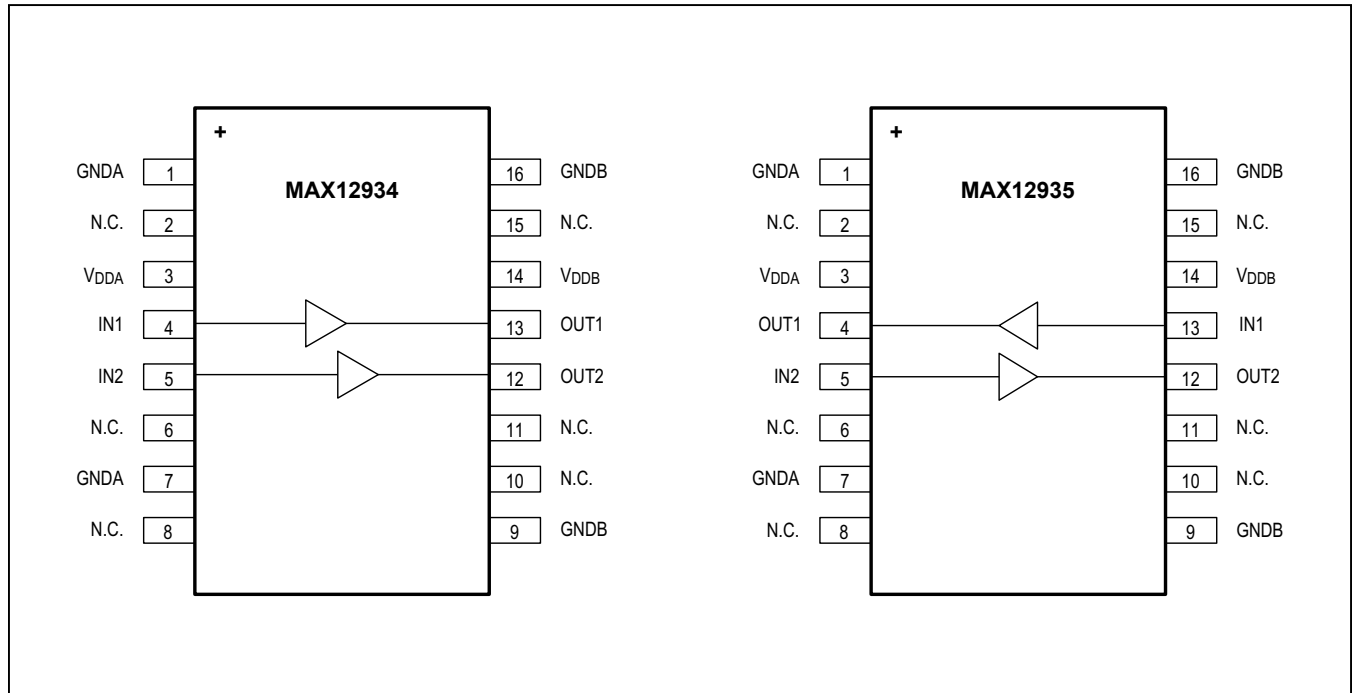 +
MAX12934
GNDA 1 16 GNDB
N.C. 2 15 N.C.
VDDA 3 14 VDDB
IN1 4 13 OUT1
IN2 5 12 OUT2
N.C. 6 11 N.C.
GNDA 7 10 N.C.
N.C. 8 9 GNDB
+
MAX12935
GNDA 1 16 GNDB
N.C. 2 15 N.C.
VDDA 3 14 VDDB
OUT1 4 13 IN1
IN2 5 12 OUT2
N.C. 6 11 N.C.
GNDA 7 10 N.C.
N.C. 8 9 GNDB